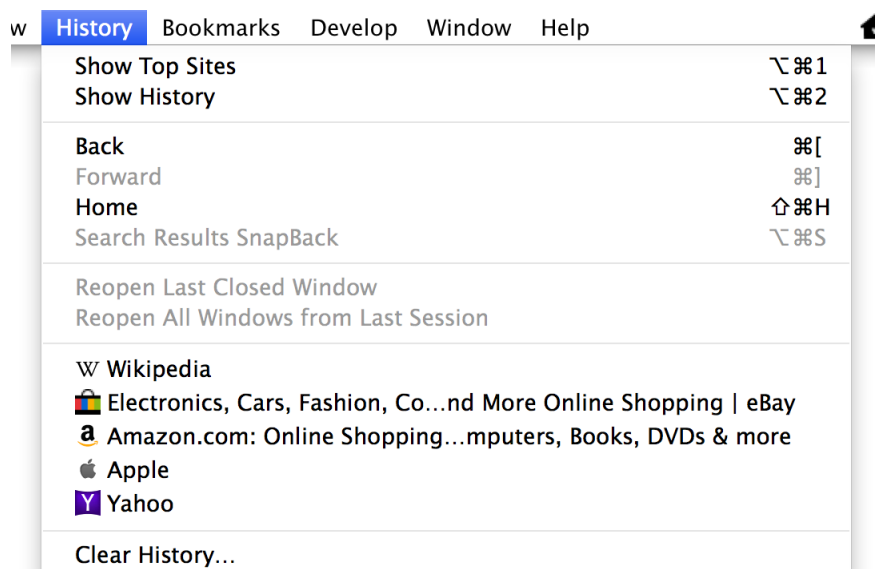 w History Bookmarks Develop Window Help
Show Top Sites ⌥⌘1
Show History ⌥⌘2
Back ⌘[
Forward ⌘]
Home ⇧⌘H
Search Results SnapBack ⌥⌘S
Reopen Last Closed Window
Reopen All Windows from Last Session
W Wikipedia
Electronics, Cars, Fashion, Co...nd More Online Shopping | eBay
a Amazon.com: Online Shopping...mputers, Books, DVDs & more
Apple
Y Yahoo
Clear History...